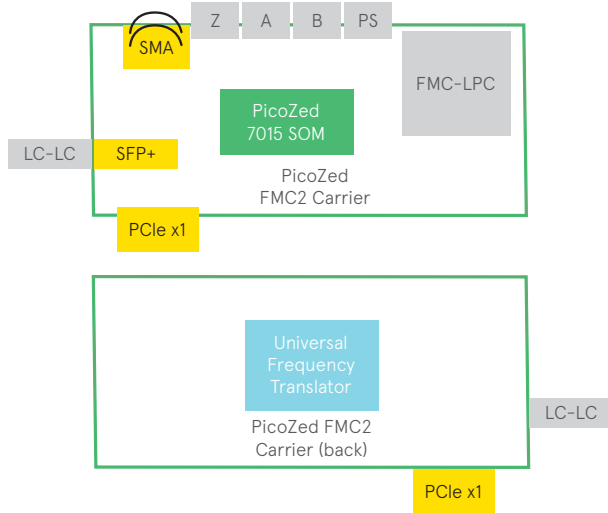 Z
A
B
PS
SMA
FMC-LPC
PicoZed
7015 SOM
LC-LC
SFP+
PicoZed
FMC2 Carrier
PCIe x1
Universal
Frequency
Translator
LC-LC
PicoZed FMC2
Carrier (back)
PCIe x1